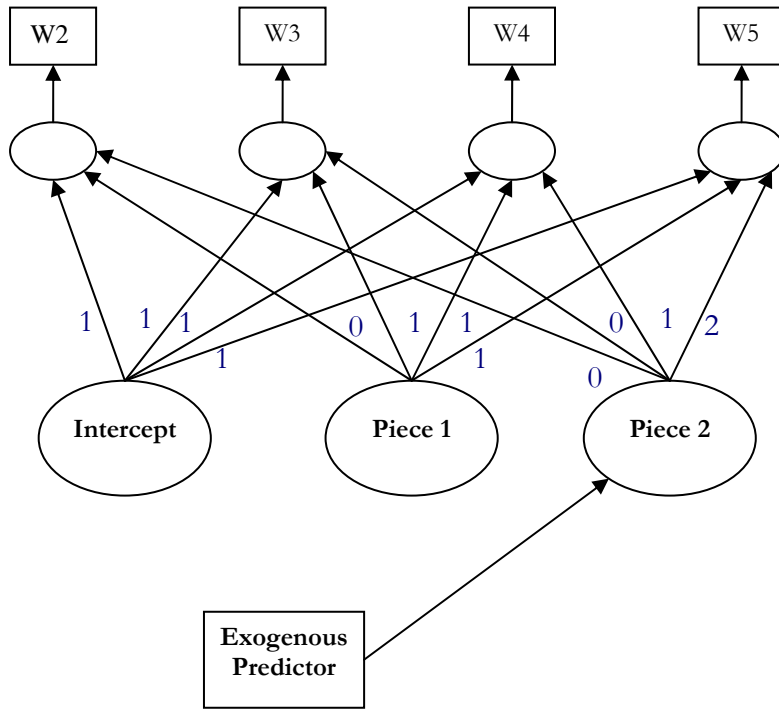 W2 W3 W4 W5
1 1 1 0 1 1 0 1 2
1 1 0
Intercept Piece 1 Piece 2
Exogenous
Predictor